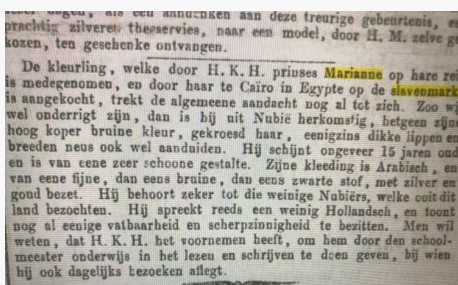 dagen, als een aandenken aan deze treurige gebeurtenis, e
prachtig zilveren theeservies, naar een model, door H. M. zelve ge
kozen, ten geschenke ontvangen.
De kleurling, welke door H. K. H. prinses Marianne op hare rei
is medegenomen, en door haar te Caïro in Egypte op de slavenmark
is aangekocht, trekt de algemeene aandacht nog al tot zich. Zoo wi
wel onderrigt zijn, dan is hij uit Nubië herkomstig, hetgeen zijne
hoog koper bruine kleur, gekroesd haar, eenigzins dikke lippen en
breeden neus ook wel aanduiden. Hij schijnt ongeveer 15 jaren oud
en is van eene zeer schoone gestalte. Zijne kleeding is Arabisch, en
van eene fijne, dan eens bruine, dan eens zwarte stof, met zilver en
goud bezet. Hij behoort zeker tot die weinige Nubiërs, welke ooit dit
land bezochten. Hij spreekt reeds een weinig Hollandsch, en toont
nog al eenige vatbaarheid en scherpzinnigheid te bezitten. Men wil
weten, dat H. K. H. het voornemen heeft, om hem door den school-
meester onderwijs in het lezen en schrijven te doen geven, bij wien
hij ook dagelijks bezoeken aflegt.